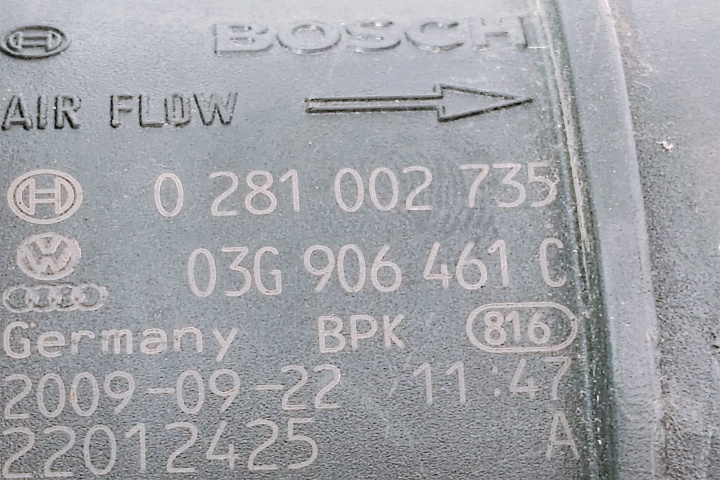 BOSCH
AIR FLOW
0 281 002 735
03G 906 461 C
Germany BPK 816
2009-09-22 11:47
22012425 A